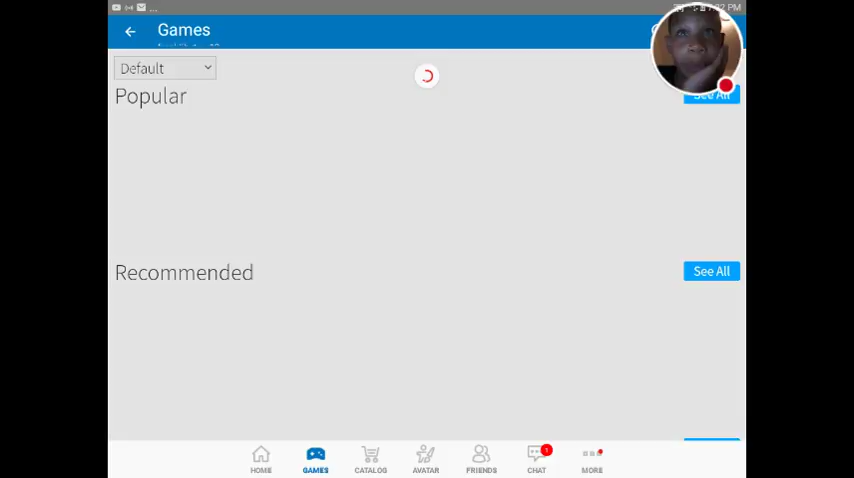 Games
Default
Popular
See All
Recommended
See All
HOME
GAMES
CATALOG
AVATAR
FRIENDS
1
CHAT
MORE